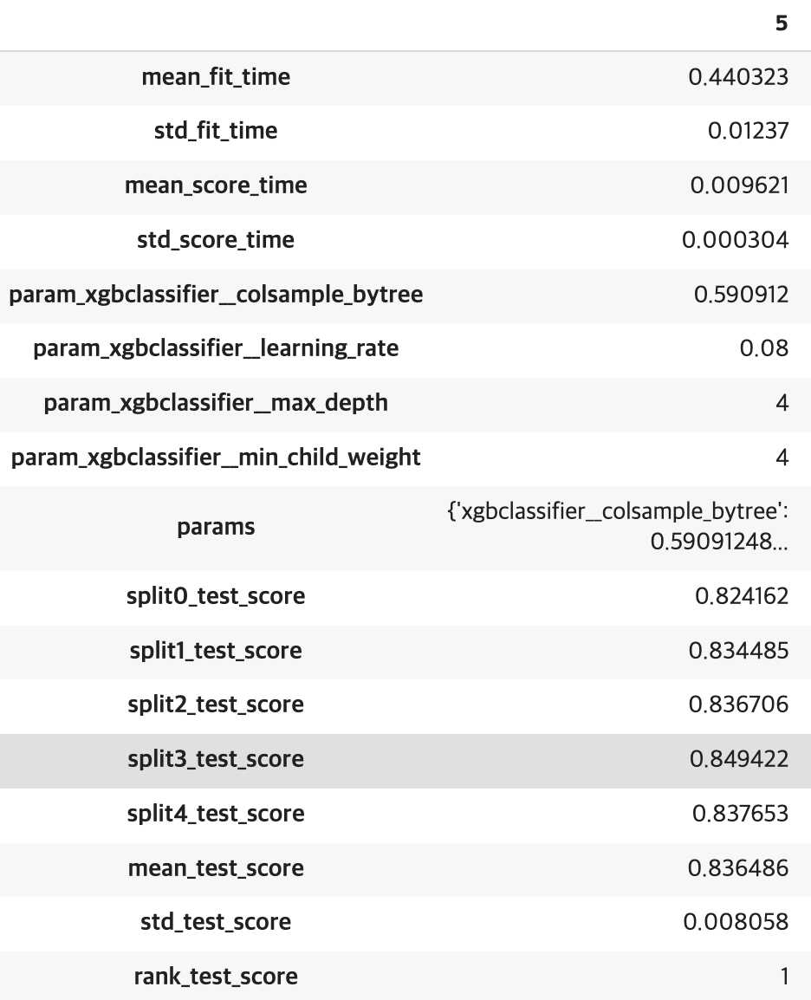 5
mean_fit_time 0.440323
std_fit_time 0.01237
mean_score_time 0.009621
std_score_time 0.000304
param_xgbclassifier__colsample_bytree 0.590912
param_xgbclassifier__learning_rate 0.08
param_xgbclassifier__max_depth 4
param_xgbclassifier__min_child_weight 4
params {'xgbclassifier__colsample_bytree':
0.59091248...
split0_test_score 0.824162
split1_test_score 0.834485
split2_test_score 0.836706
split3_test_score 0.849422
split4_test_score 0.837653
mean_test_score 0.836486
std_test_score 0.008058
rank_test_score 1